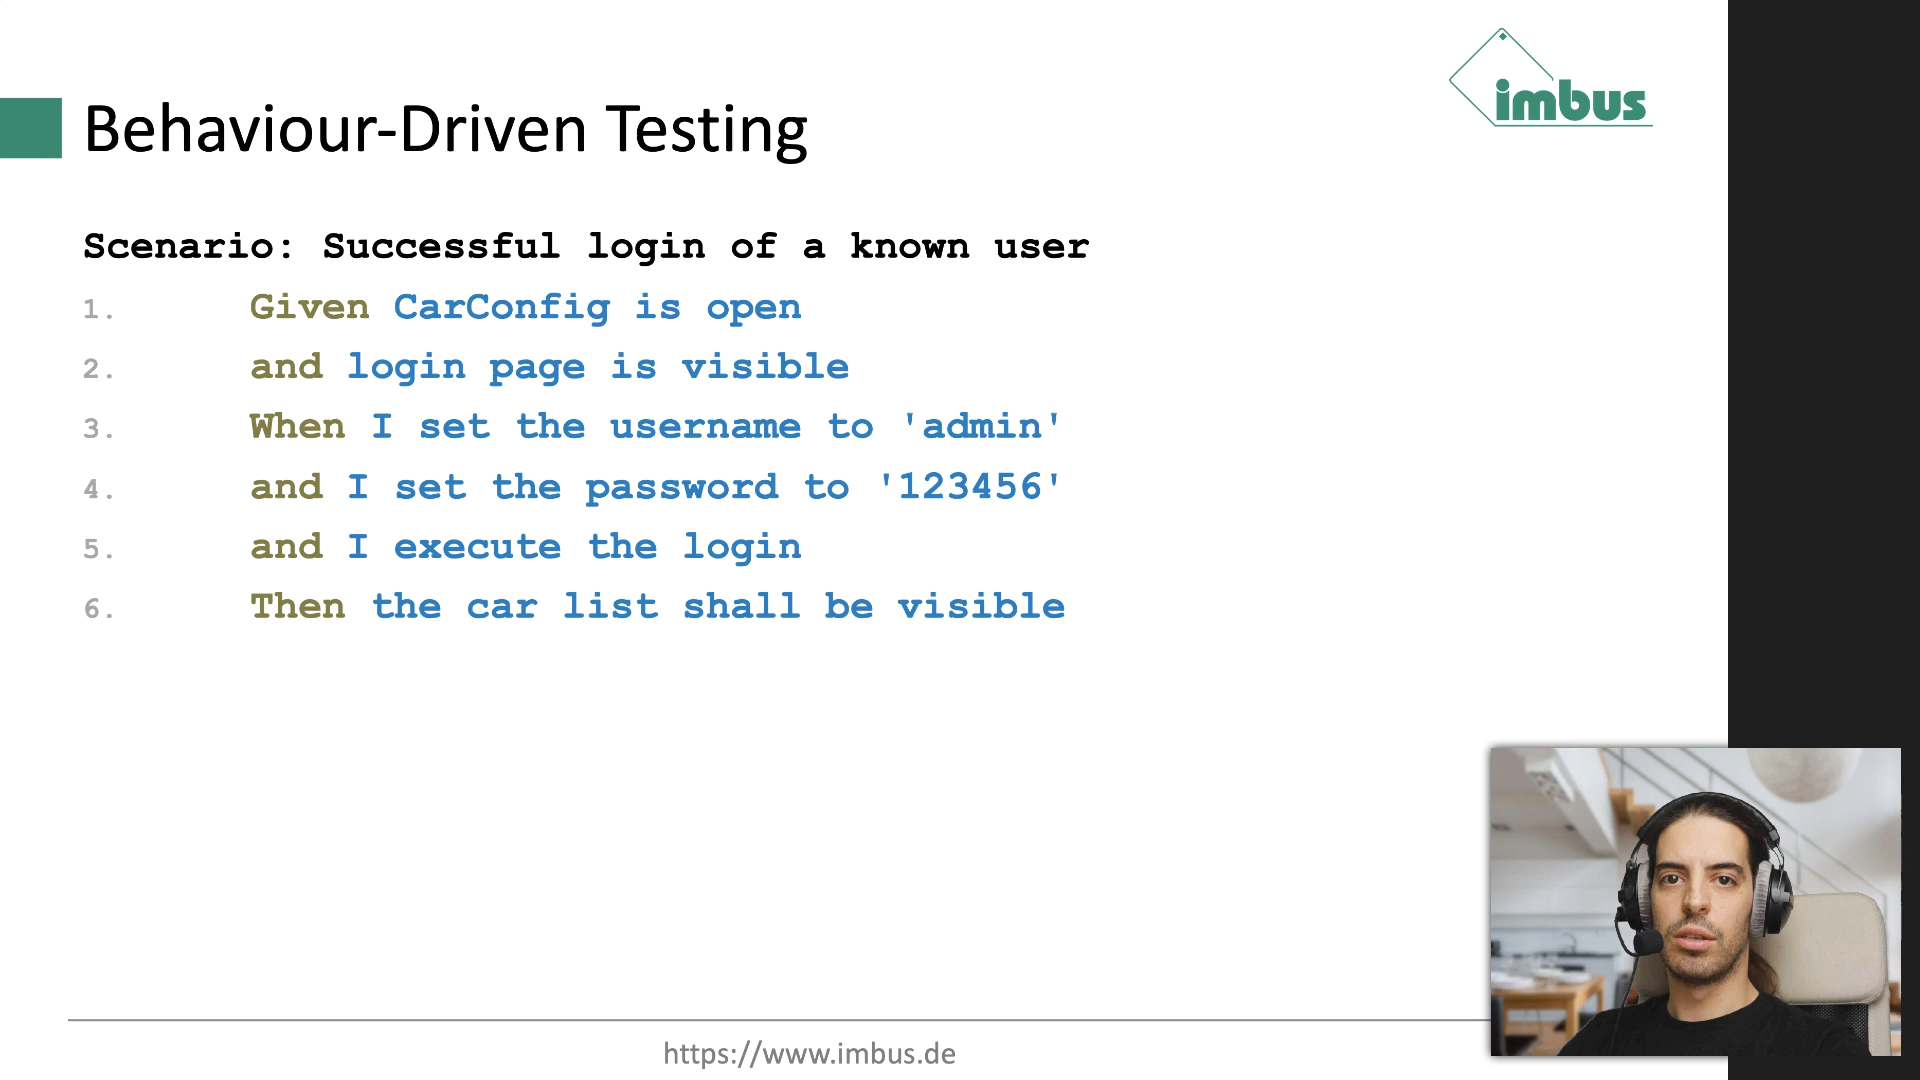 imbus
Behaviour-Driven Testing
Scenario: Successful login of a known user
1. Given CarConfig is open
2. and login page is visible
3. When I set the username to 'admin'
4. and I set the password to '123456'
5. and I execute the login
6. Then the car list shall be visible
https://www.imbus.de